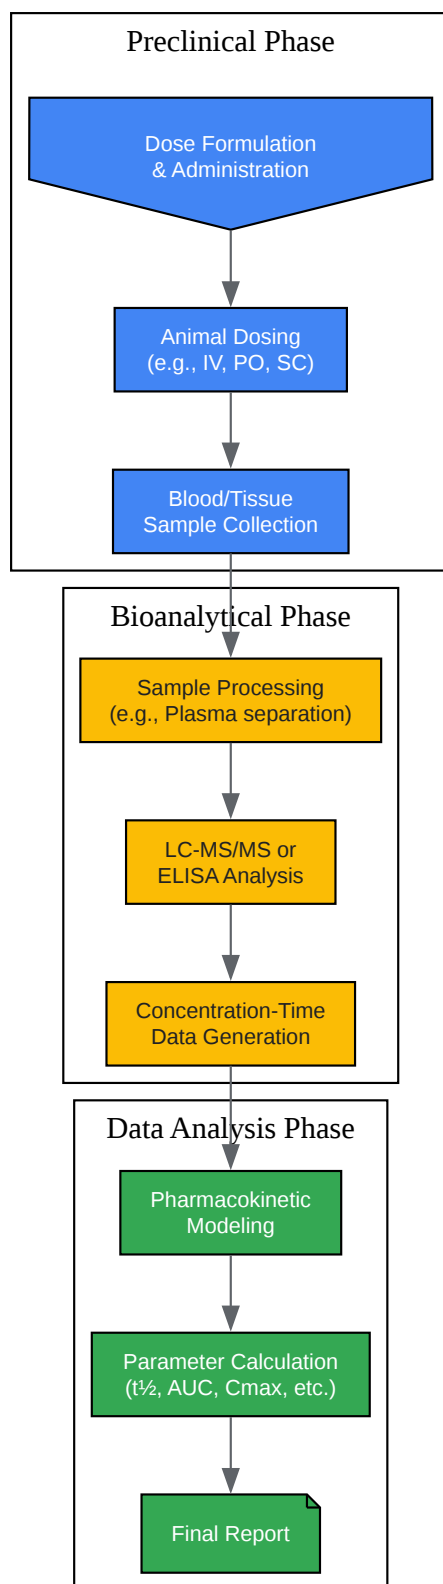 Preclinical Phase
Dose Formulation
& Administration
Animal Dosing
(e.g., IV, PO, SC)
Blood/Tissue
Sample Collection
Bioanalytical Phase
Sample Processing
(e.g., Plasma separation)
LC-MS/MS or
ELISA Analysis
Concentration-Time
Data Generation
Data Analysis Phase
Pharmacokinetic
Modeling
Parameter Calculation
(t½, AUC, Cmax, etc.)
Final Report